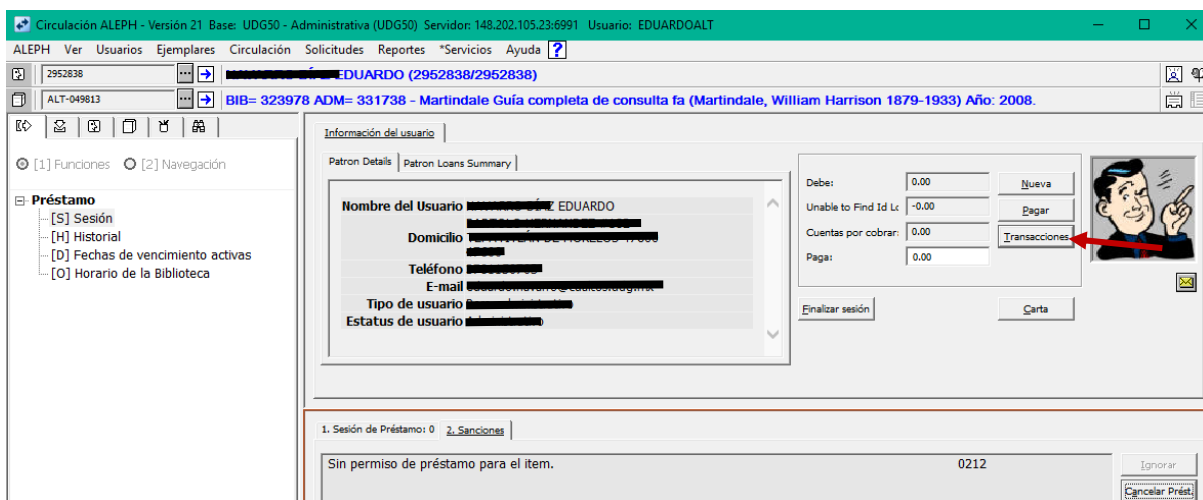 Circulación ALEPH - Versión 21 Base: UDG50 - Administrativa (UDG50) Servidor: 148.202.105.23:6991 Usuario: EDUARDOALT
ALEPH Ver Usuarios Ejemplares Circulación Solicitudes Reportes *Servicios Ayuda ?
2952838 ... EDUARDO (2952838/2952838)
ALT-049813 ... BIB= 323978 ADM= 331738 - Martindale Guía completa de consulta fa (Martindale, William Harrison 1879-1933) Año: 2008.
[1] Funciones [2] Navegación
Préstamo
[S] Sesión
[H] Historial
[D] Fechas de vencimiento activas
[O] Horario de la Biblioteca
Información del usuario
Patron Details Patron Loans Summary
Nombre del Usuario EDUARDO
Domicilio
Teléfono
E-mail
Tipo de usuario
Estatus de usuario
Debe: 0.00 Nueva
Unable to Find Id Lo -0.00 Pagar
Cuentas por cobrar: 0.00 Transacciones
Paga: 0.00
Finalizar sesión Carta
1. Sesión de Préstamo: 0 2. Sanciones
Sin permiso de préstamo para el item. 0212 Ignorar
Cancelar Prést.